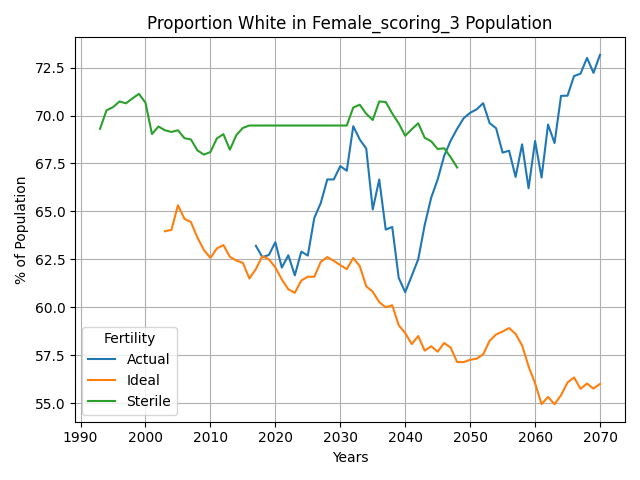 Proportion White in Female_scoring_3 Population
% of Population
72.5
70.0
67.5
65.0
62.5
60.0
57.5
55.0
Fertility
Actual
Ideal
Sterile
1990 2000 2010 2020 2030 2040 2050 2060 2070
Years